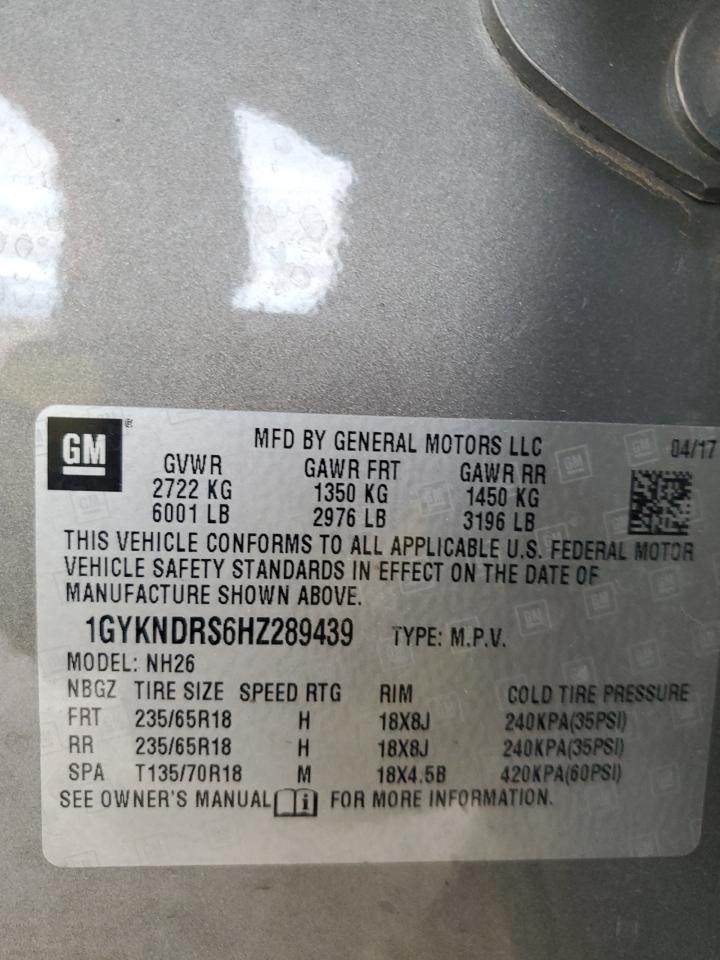 GM ®
MFD BY GENERAL MOTORS LLC 04/17
GVWR GAWR FRT GAWR RR
2722 KG 1350 KG 1450 KG
6001 LB 2976 LB 3196 LB
THIS VEHICLE CONFORMS TO ALL APPLICABLE U.S. FEDERAL MOTOR
VEHICLE SAFETY STANDARDS IN EFFECT ON THE DATE OF
MANUFACTURE SHOWN ABOVE.
1GYKNDRS6HZ289439 TYPE: M.P.V.
MODEL: NH26
NBGZ TIRE SIZE SPEED RTG RIM COLD TIRE PRESSURE
FRT 235/65R18 H 18X8J 240KPA(35PSI)
RR 235/65R18 H 18X8J 240KPA(35PSI)
SPA T135/70R18 M 18X4.5B 420KPA(60PSI)
SEE OWNER'S MANUAL i FOR MORE INFORMATION.